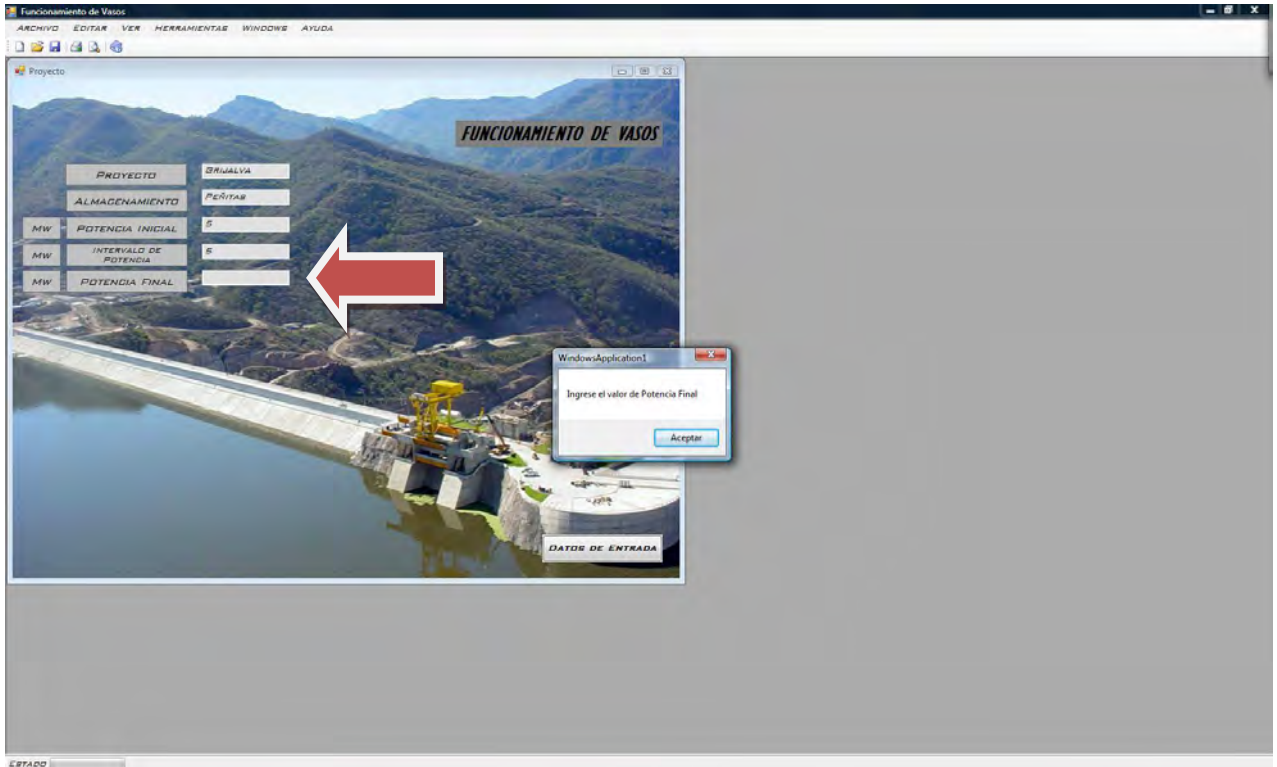 Funcionamiento de Vasos
ARCHIVO EDITAR VER HERRAMIENTAS WINDOWS AYUDA
Proyecto
FUNCIONAMIENTO DE VASOS
PROYECTO GRIJALVA
ALMACENAMIENTO PEÑITAS
MW POTENCIA INICIAL 5
MW INTERVALO DE POTENCIA 5
MW POTENCIA FINAL
WindowsApplication1
Ingrese el valor de Potencia Final
Aceptar
DATOS DE ENTRADA
ESTADO